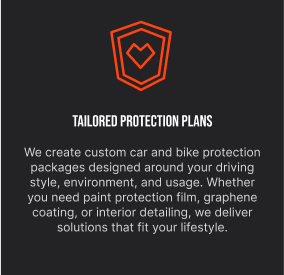 TAILORED PROTECTION PLANS
We create custom car and bike protection
packages designed around your driving
style, environment, and usage. Whether
you need paint protection film, graphene
coating, or interior detailing, we deliver
solutions that fit your lifestyle.